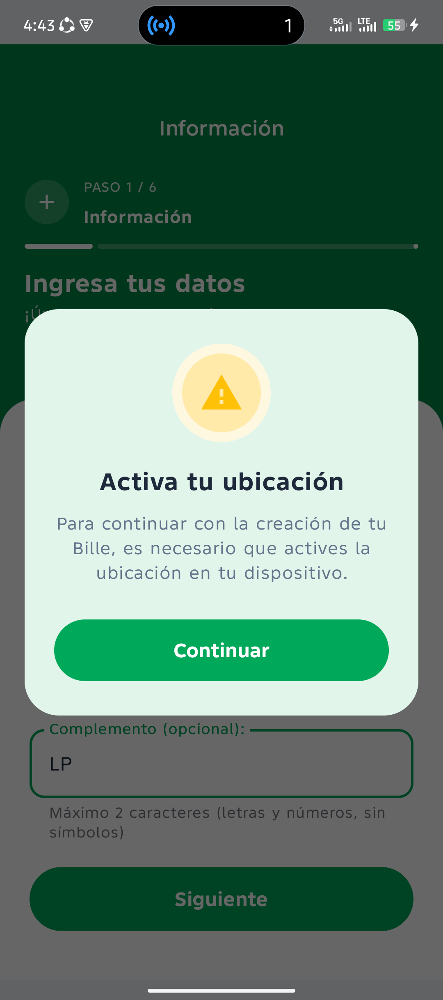 4:43
1
5G
LTE
55
Información
PASO 1 / 6
Información
Ingresa tus datos
Activa tu ubicación
Para continuar con la creación de tu
Bille, es necesario que actives la
ubicación en tu dispositivo.
Continuar
Complemento (opcional):
LP
Máximo 2 caracteres (letras y números, sin
símbolos)
Siguiente